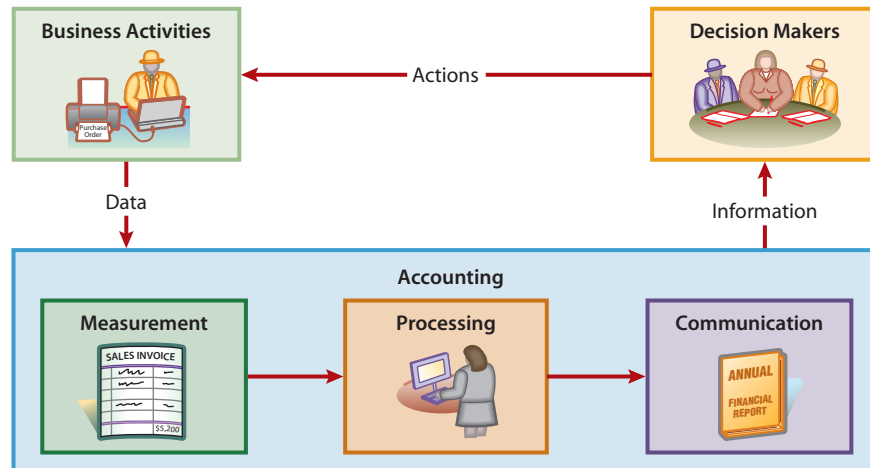 Business Activities
Purchase
Order
Actions
Decision Makers
Data
Information
Accounting
Measurement
SALES INVOICE
$5,200
Processing
Communication
ANNUAL
FINANCIAL
REPORT